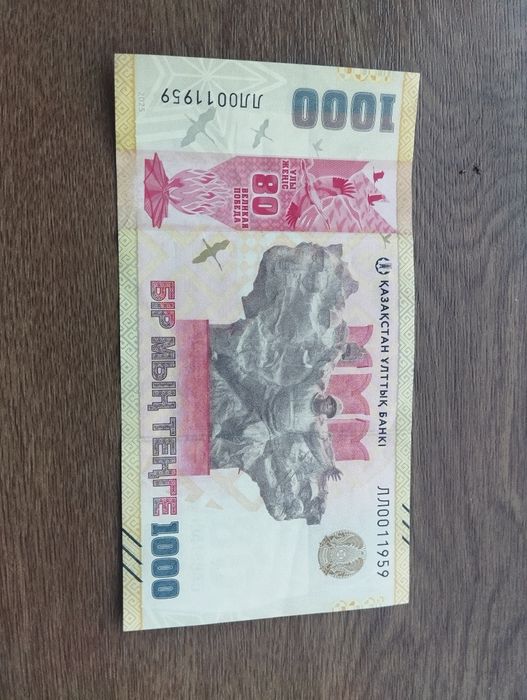 ҚАЗАҚСТАН ҰЛТТЫҚ БАНКІ
ЛЛ0011959
1000
ҰЛЫ
ЖЕҢІС
80
ВЕЛИКАЯ
ПОБЕДА
ЛЛ0011959
2025
БІР МЫҢ ТЕҢГЕ 1000